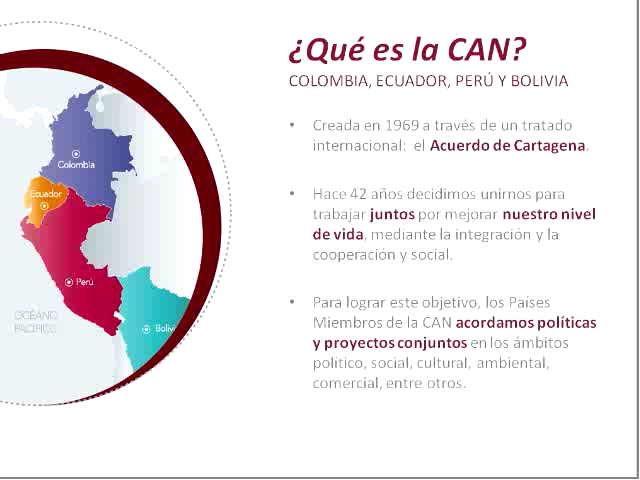 ¿Qué es la CAN?
COLOMBIA, ECUADOR, PERÚ Y BOLIVIA
• Creada en 1969 a través de un tratado
internacional: el Acuerdo de Cartagena.
• Hace 42 años decidimos unirnos para
trabajar juntos por mejorar nuestro nivel
de vida, mediante la integración y la
cooperación y social.
• Para lograr este objetivo, los Países
Miembros de la CAN acordamos políticas
y proyectos conjuntos en los ámbitos
político, social, cultural, ambiental,
comercial, entre otros.
Colombia
Ecuador
Perú
OCÉANO
PACÍFICO
Bolivi